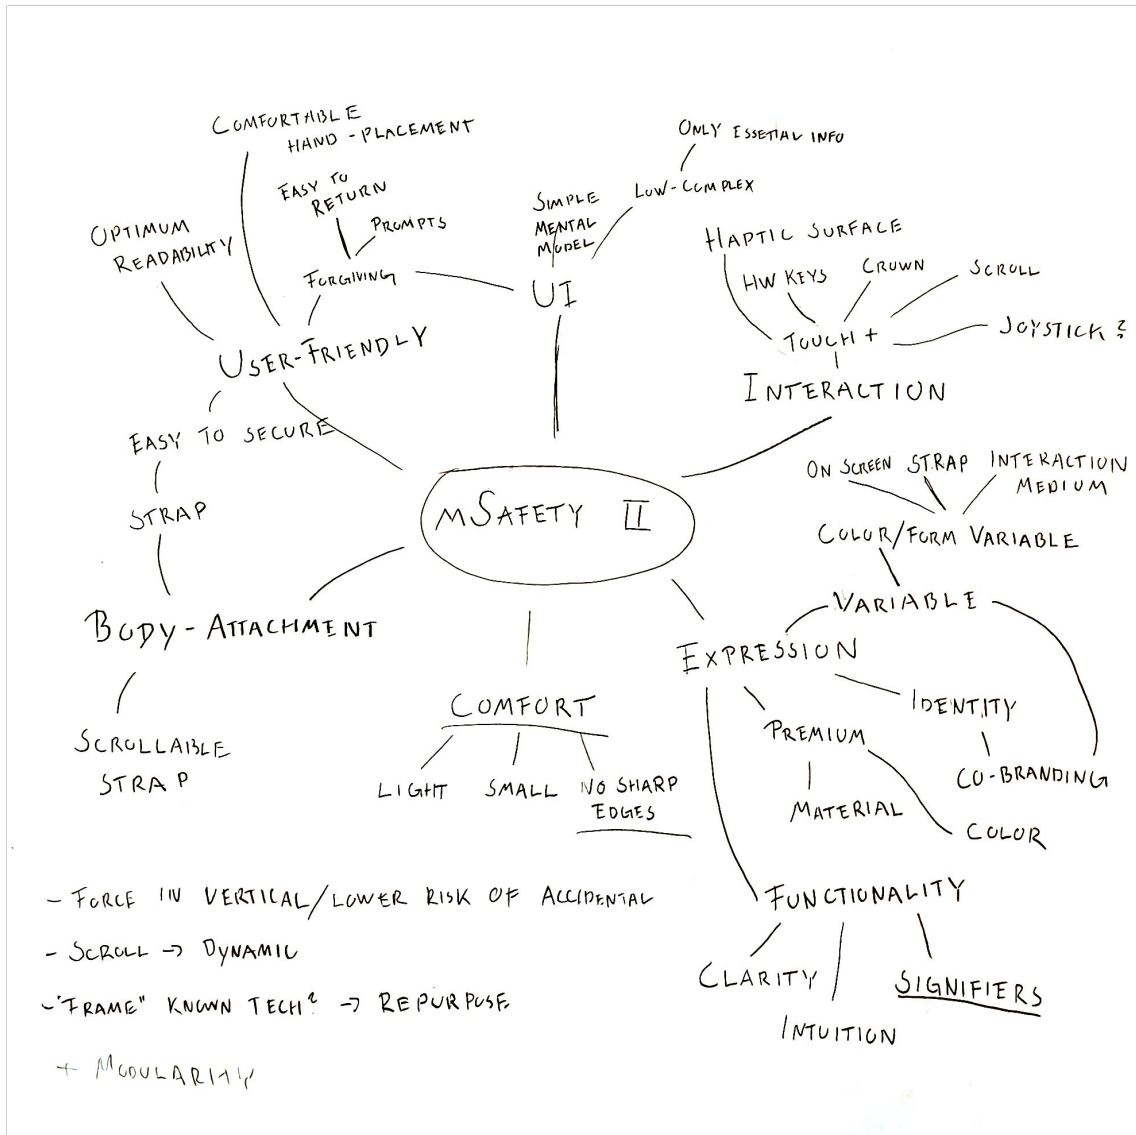 COMFORTABLE
HAND-PLACEMENT
ONLY ESSETIAL INFO
EASY TO
RETURN
LOW-COMPLEX
SIMPLE
MENTAL
MODEL
OPTIMUM
READABILITY
PROMPTS
FORGIVING
UI
HAPTIC SURFACE
HW KEYS
CROWN
SCROLL
TOUCH +
JOYSTICK?
INTERACTION
USER-FRIENDLY
EASY TO SECURE
STRAP
ON SCREEN
STRAP
INTERACTION
MEDIUM
COLOR/FORM VARIABLE
MSAFETY II
VARIABLE
BODY-ATTACHMENT
EXPRESSION
IDENTITY
PREMIUM
CO-BRANDING
MATERIAL
COLOR
SCROLLABLE
STRAP
COMFORT
LIGHT
SMALL
NO SHARP
EDGES
FUNCTIONALITY
CLARITY
INTUITION
SIGNIFIERS
- FORCE IN VERTICAL/LOWER RISK OF ACCIDENTAL
- SCROLL → DYNAMIC
- "FRAME" KNOWN TECH? → REPURPOSE
+ MODULARITY